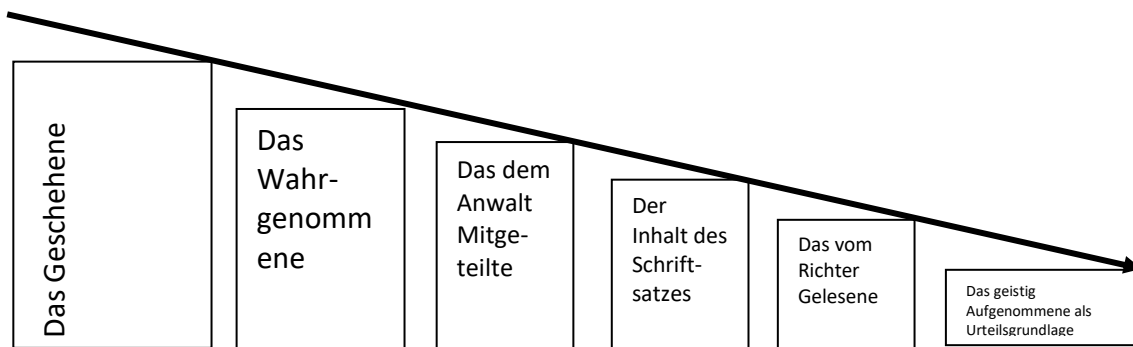 Das Geschehene
Das
Wahr-
genomm
ene
Das dem
Anwalt
Mitge-
teilte
Der
Inhalt des
Schrift-
satzes
Das vom
Richter
Gelesene
Das geistig
Aufgenommene als
Urteilsgrundlage